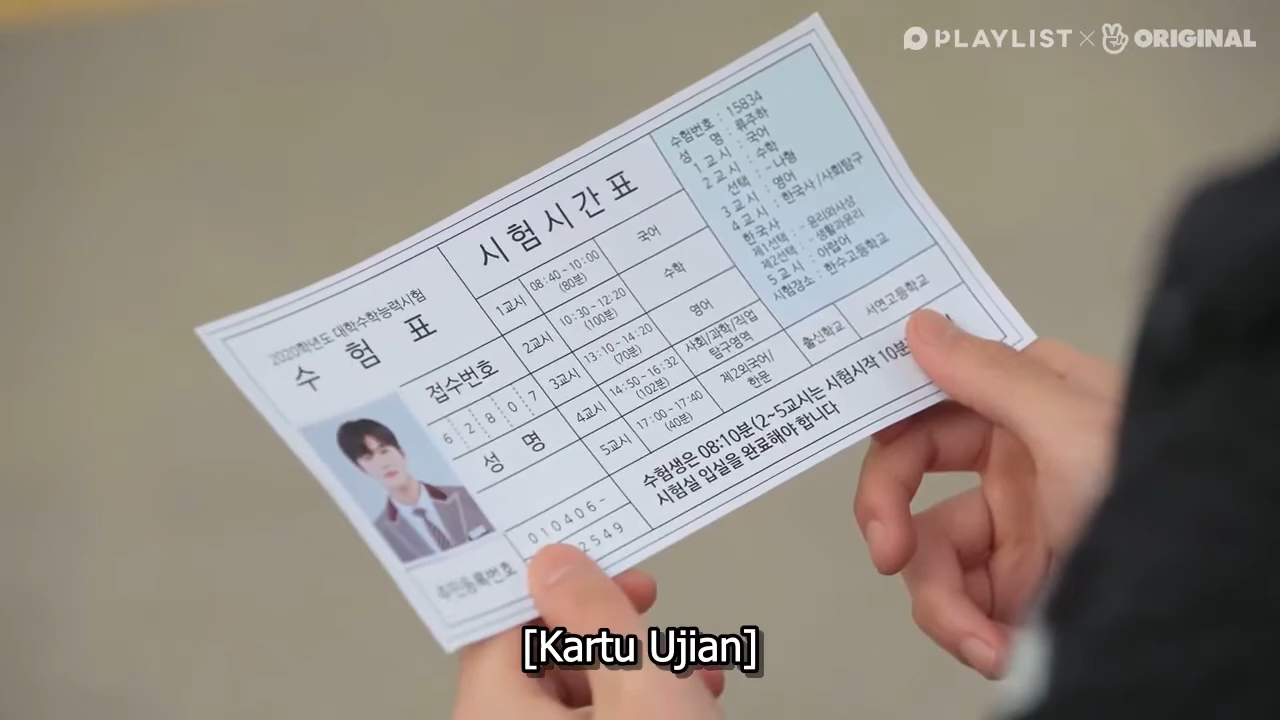 PLAYLIST × ORIGINAL
2020학년도 대학수학능력시험
수 험 표
접수번호
6 2 8 0 7
성 명
주민등록번호
0 1 0 4 0 6 -
2 5 4 9
시험시간표
1교시 08:40 ~ 10:00 (80분) 국어
2교시 10:30 ~ 12:20 (100분) 수학
3교시 13:10 ~ 14:20 (70분) 영어
4교시 14:50 ~ 16:32 (102분) 사회/과학/직업 탐구영역
5교시 17:00 ~ 17:40 (40분) 제2외국어/ 한문
수험번호 : 15834
성 명 : 류주하
1 교시 : 국어
2 교시 : 수학
선택 : - 나형
3 교시 : 영어
4 교시 : 한국사 /사회탐구
한국사
제1선택 : - 윤리와사상
제2선택 : - 생활과윤리
5 교시 : 아랍어
시험장소 : 한수고등학교
출신학교 서연고등학교
수험생은 08:10분(2~5교시는 시험시작 10분
시험실 입실을 완료해야 합니다
[Kartu Ujian]